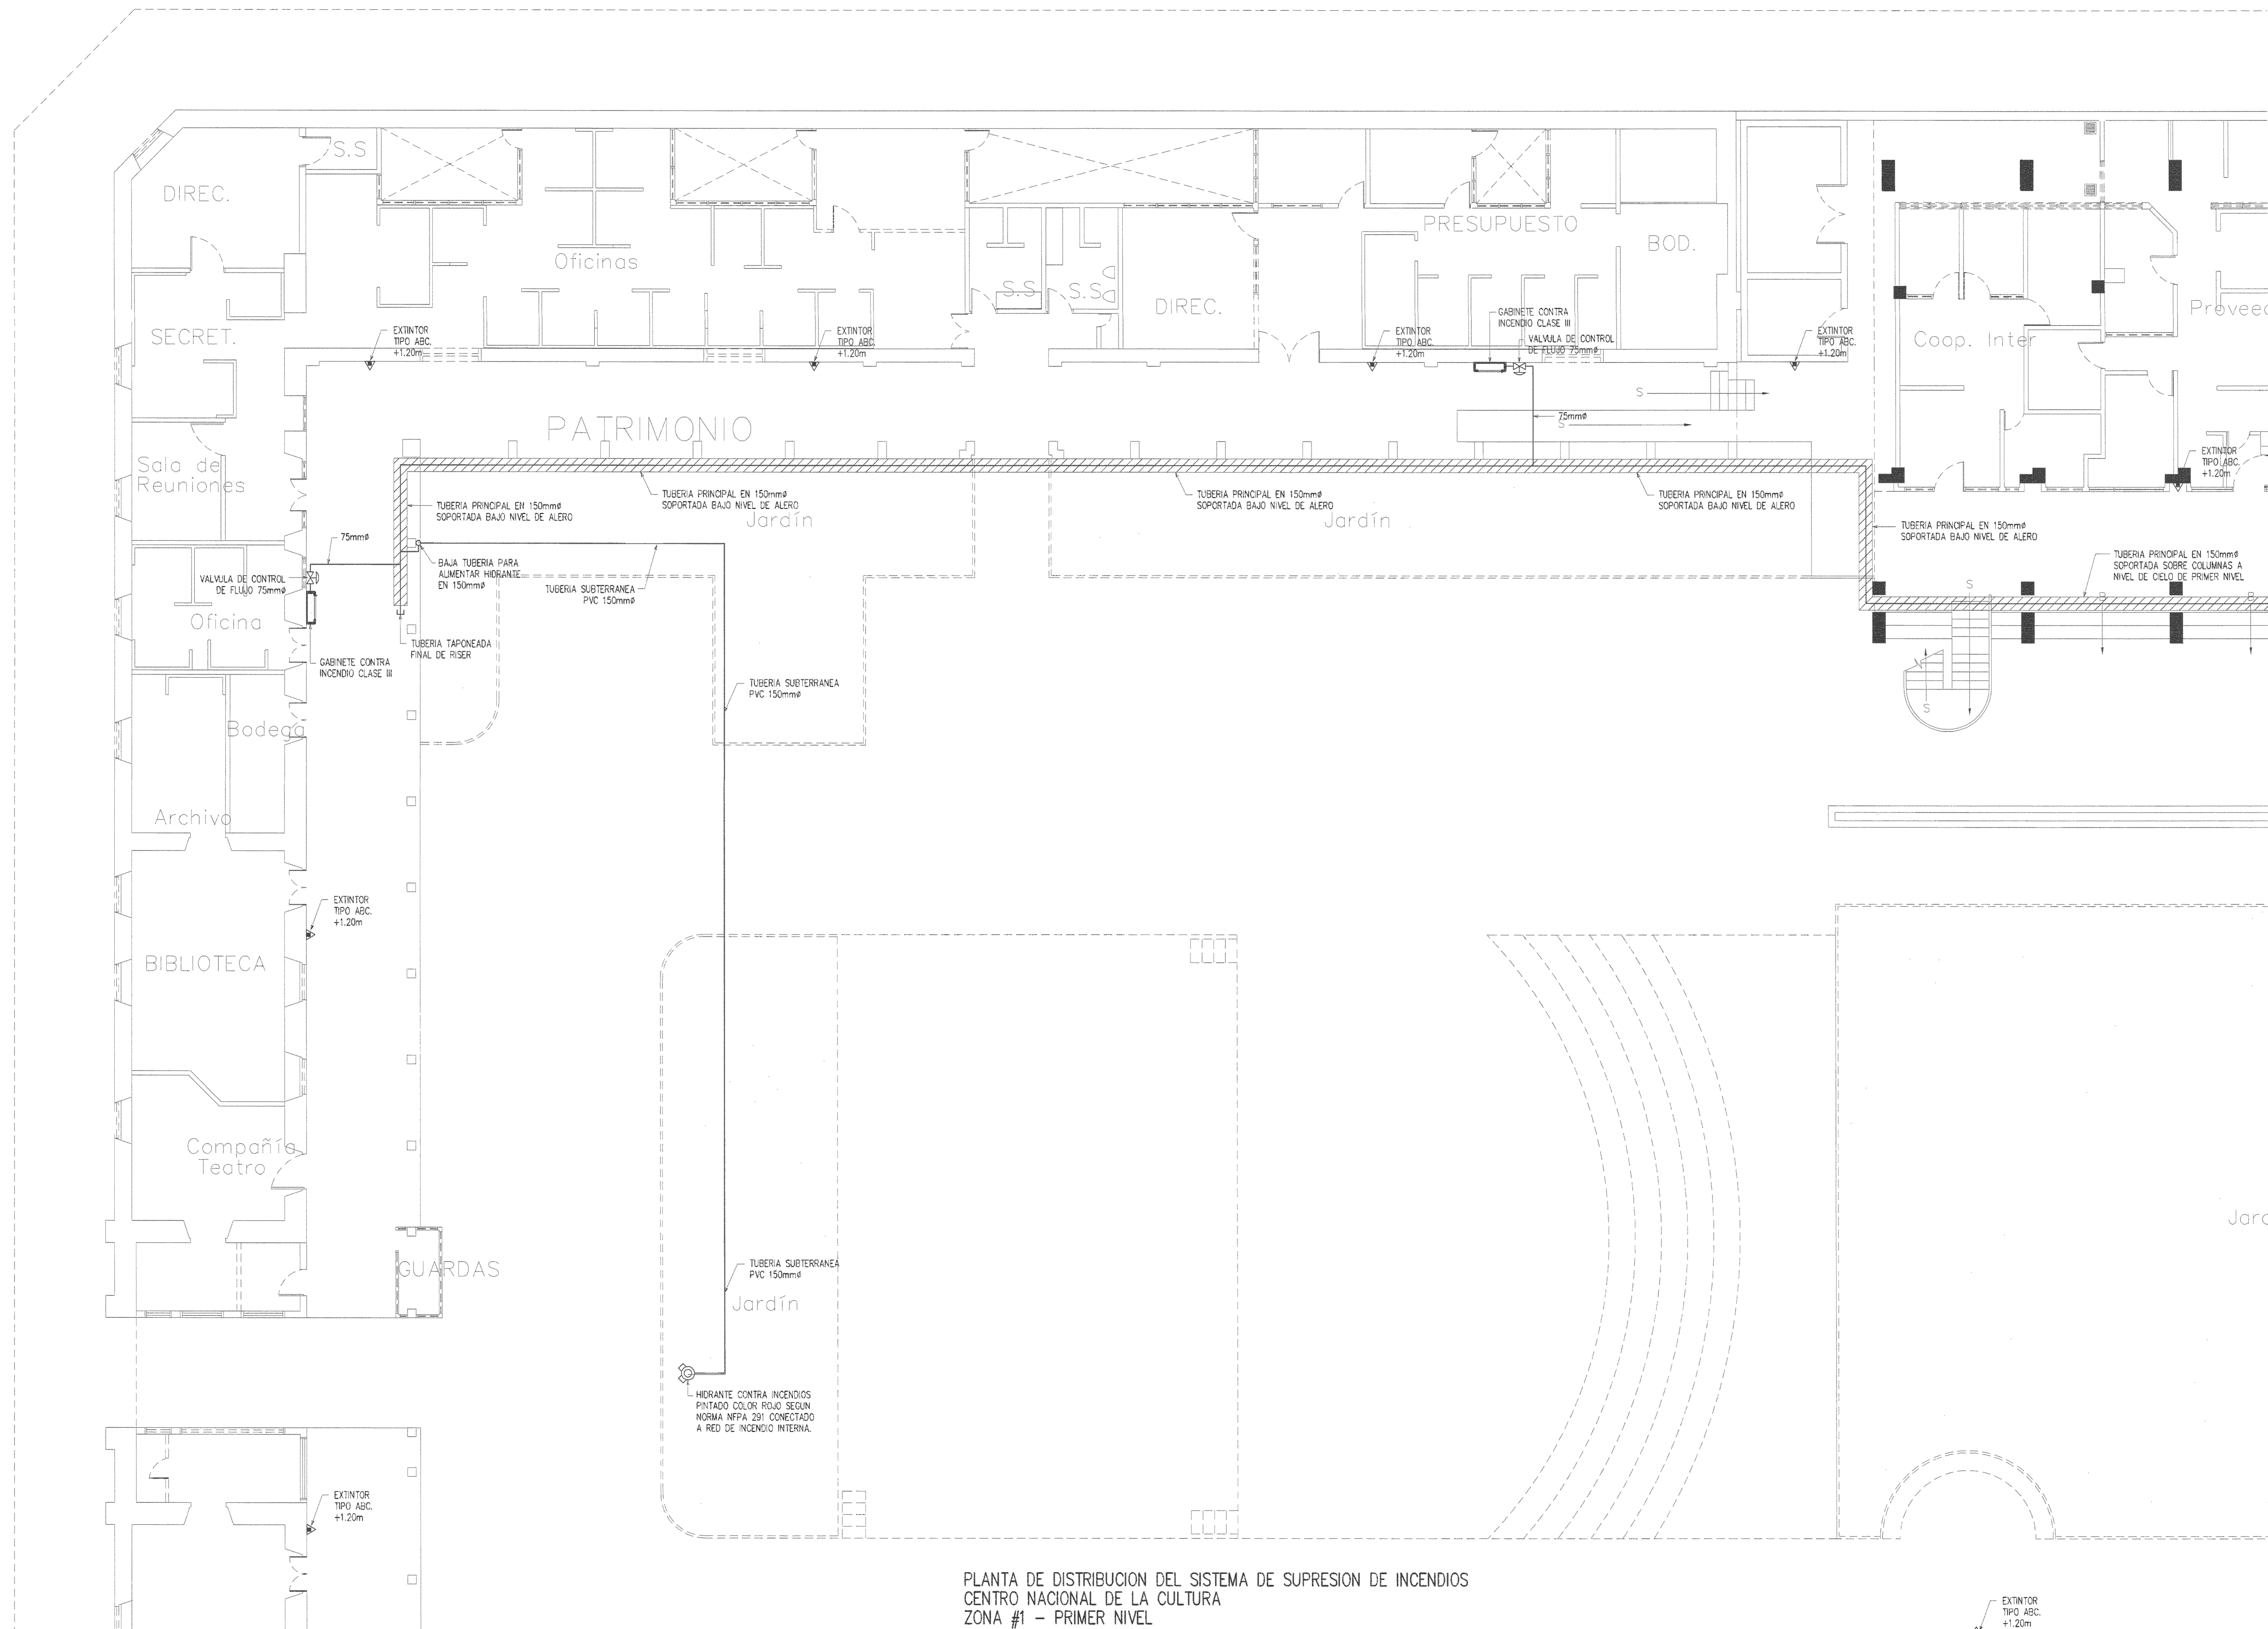 S.S
DIREC.
Oficinas
S.S
S.S
DIREC.
PRESUPUESTO
BOD.
SECRET.
EXTINTOR
TIPO ABC.
+1.20m
EXTINTOR
TIPO ABC.
+1.20m
EXTINTOR
TIPO ABC.
+1.20m
GABINETE CONTRA
INCENDIO CLASE III
VALVULA DE CONTROL
DE FLUJO 75mmø
EXTINTOR
TIPO ABC.
+1.20m
Coop. Inter
PATRIMONIO
S
S
75mmø
Sala de
Reuniones
EXTINTOR
TIPO ABC.
+1.20m
TUBERIA PRINCIPAL EN 150mmø
SOPORTADA BAJO NIVEL DE ALERO
TUBERIA PRINCIPAL EN 150mmø
SOPORTADA BAJO NIVEL DE ALERO
TUBERIA PRINCIPAL EN 150mmø
SOPORTADA BAJO NIVEL DE ALERO
TUBERIA PRINCIPAL EN 150mmø
SOPORTADA BAJO NIVEL DE ALERO
TUBERIA PRINCIPAL EN 150mmø
SOPORTADA BAJO NIVEL DE ALERO
Jardín
Jardín
75mmø
VALVULA DE CONTROL
DE FLUJO 75mmø
BAJA TUBERIA PARA
ALIMENTAR HIDRANTE
EN 150mmø
TUBERIA SUBTERRANEA
PVC 150mmø
TUBERIA PRINCIPAL EN 150mmø
SOPORTADA SOBRE COLUMNAS A
NIVEL DE CIELO DE PRIMER NIVEL
S
B
B
Oficina
TUBERIA TAPONEADA
FINAL DE RISER
GABINETE CONTRA
INCENDIO CLASE III
TUBERIA SUBTERRANEA
PVC 150mmø
S
Bodega
Archivo
EXTINTOR
TIPO ABC.
+1.20m
BIBLIOTECA
Compañía
Teatro
GUARDAS
TUBERIA SUBTERRANEA
PVC 150mmø
Jardín
HIDRANTE CONTRA INCENDIOS
PINTADO COLOR ROJO SEGUN
NORMA NFPA 291 CONECTADO
A RED DE INCENDIO INTERNA.
EXTINTOR
TIPO ABC.
+1.20m
PLANTA DE DISTRIBUCION DEL SISTEMA DE SUPRESION DE INCENDIOS
CENTRO NACIONAL DE LA CULTURA
ZONA #1 – PRIMER NIVEL
EXTINTOR
TIPO ABC.
+1.20m